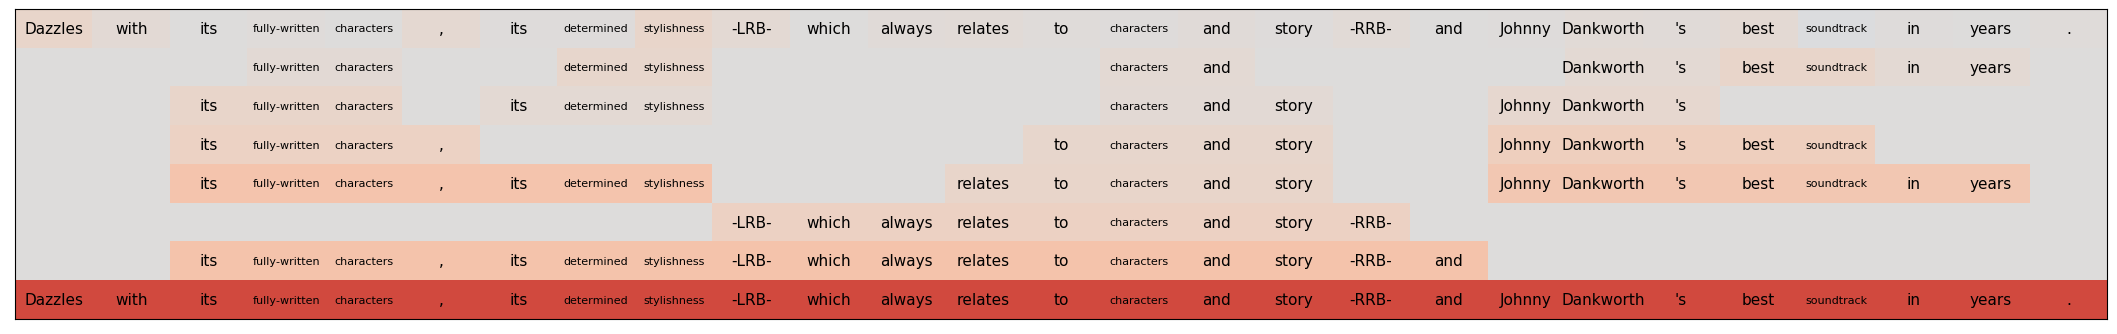 Dazzles with its fully-written characters , its determined stylishness -LRB- which always relates to characters and story -RRB- and Johnny Dankworth 's best soundtrack in years .
fully-written characters determined stylishness characters and Dankworth 's best soundtrack in years
its fully-written characters its determined stylishness characters and story Johnny Dankworth 's
its fully-written characters , to characters and story Johnny Dankworth 's best soundtrack
its fully-written characters , its determined stylishness relates to characters and story Johnny Dankworth 's best soundtrack in years
-LRB- which always relates to characters and story -RRB-
its fully-written characters , its determined stylishness -LRB- which always relates to characters and story -RRB- and
Dazzles with its fully-written characters , its determined stylishness -LRB- which always relates to characters and story -RRB- and Johnny Dankworth 's best soundtrack in years .